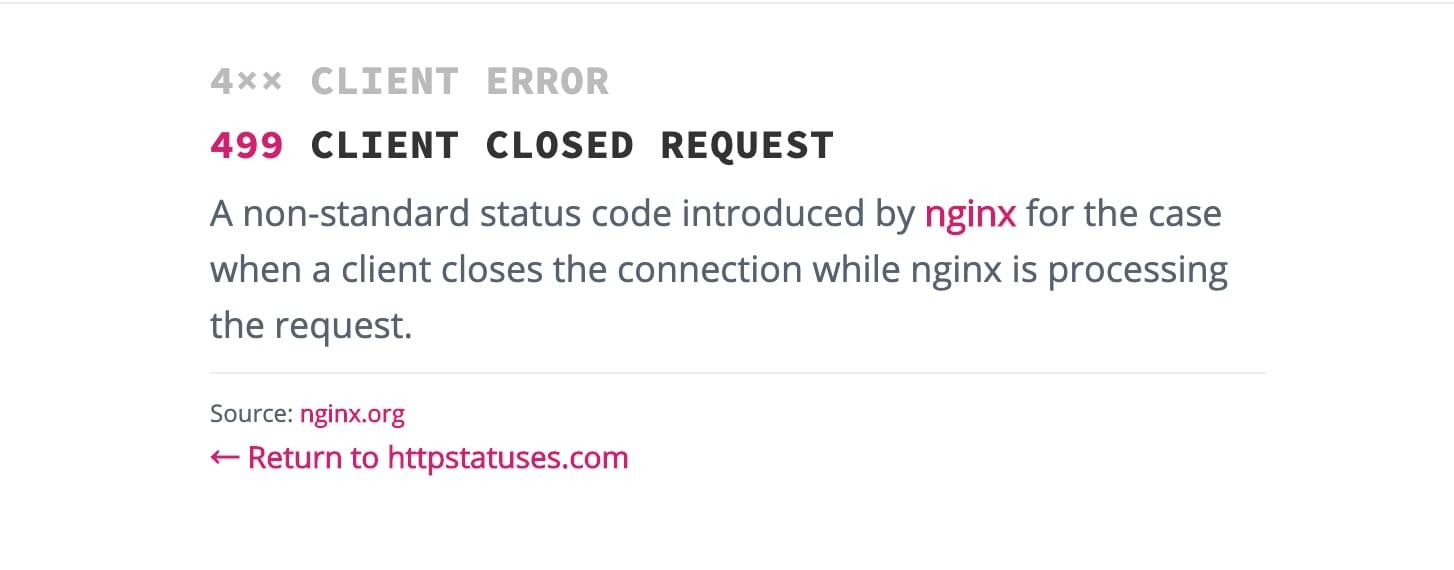 4×× CLIENT ERROR
499 CLIENT CLOSED REQUEST
A non-standard status code introduced by nginx for the case
when a client closes the connection while nginx is processing
the request.
Source: nginx.org
← Return to httpstatuses.com